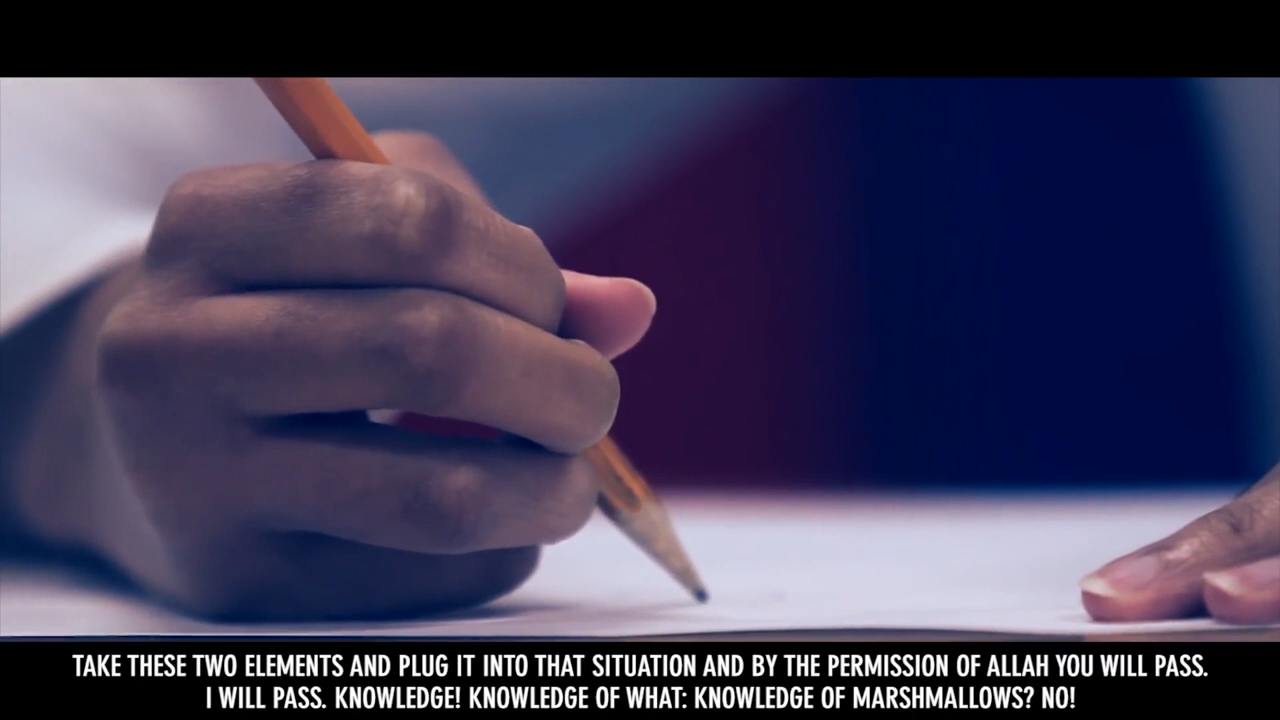 TAKE THESE TWO ELEMENTS AND PLUG IT INTO THAT SITUATION AND BY THE PERMISSION OF ALLAH YOU WILL PASS.
I WILL PASS. KNOWLEDGE! KNOWLEDGE OF WHAT: KNOWLEDGE OF MARSHMALLOWS? NO!